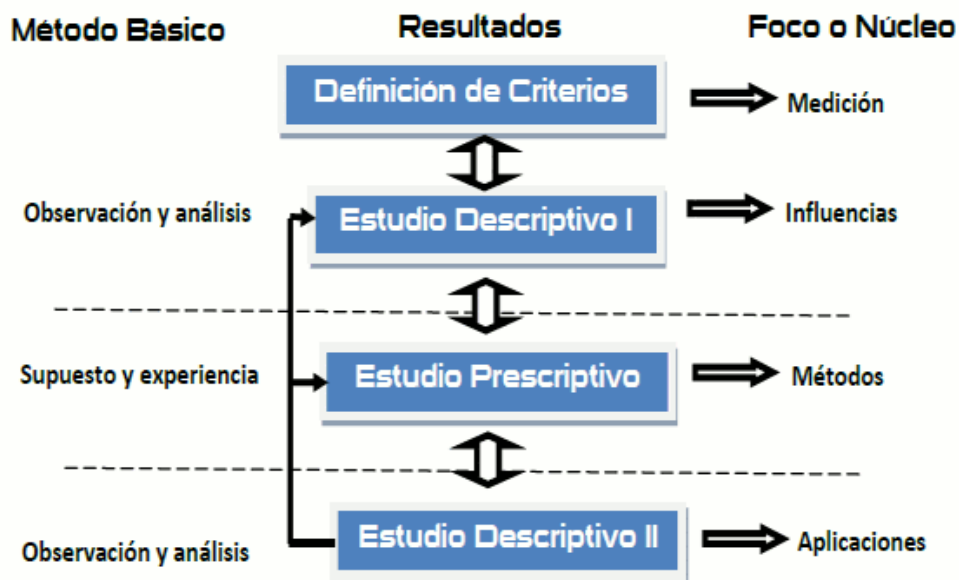 Método Básico
Resultados
Foco o Núcleo
Definición de Criterios
Medición
Observación y análisis
Estudio Descriptivo I
Influencias
Supuesto y experiencia
Estudio Prescriptivo
Métodos
Observación y análisis
Estudio Descriptivo II
Aplicaciones